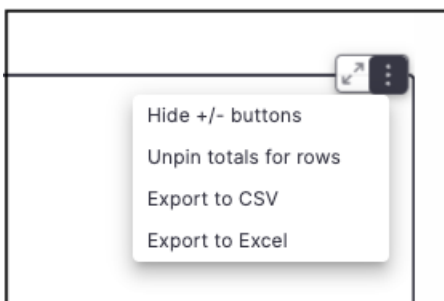 Hide +/- buttons
Unpin totals for rows
Export to CSV
Export to Excel